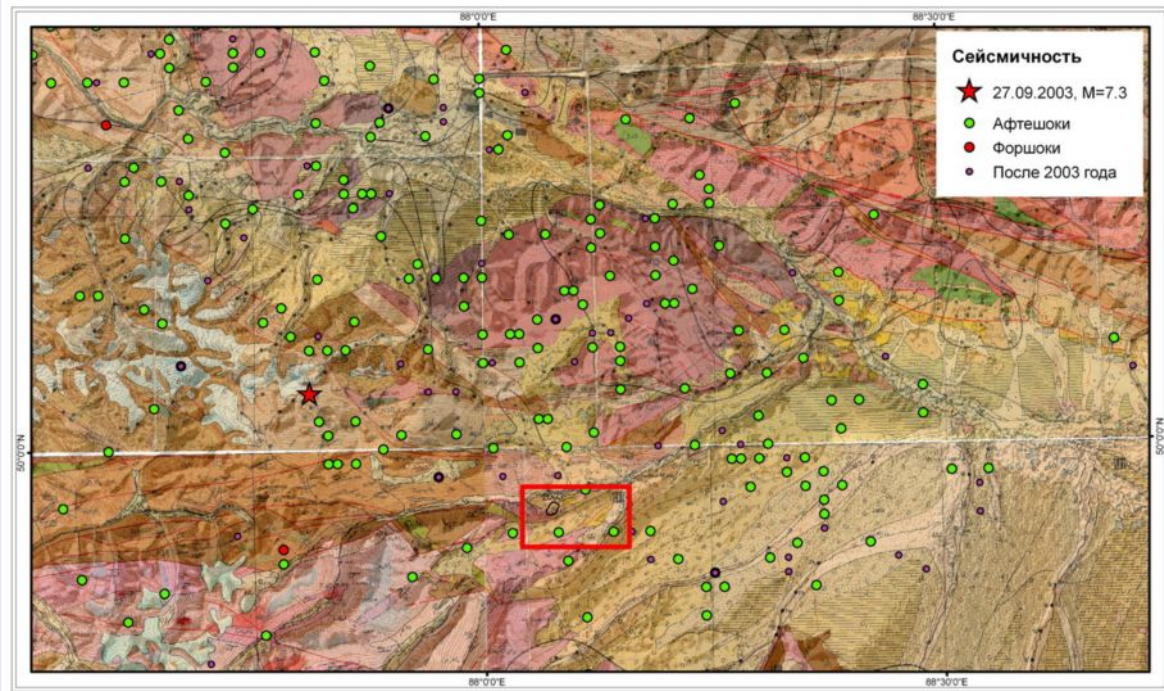 88°0'0"E
88°30'0"E
Сейсмичность
27.09.2003, М=7.3
Афтешоки
Форшоки
После 2003 года
50°0'0"N
50°0'0"N
88°0'0"E
88°30'0"E